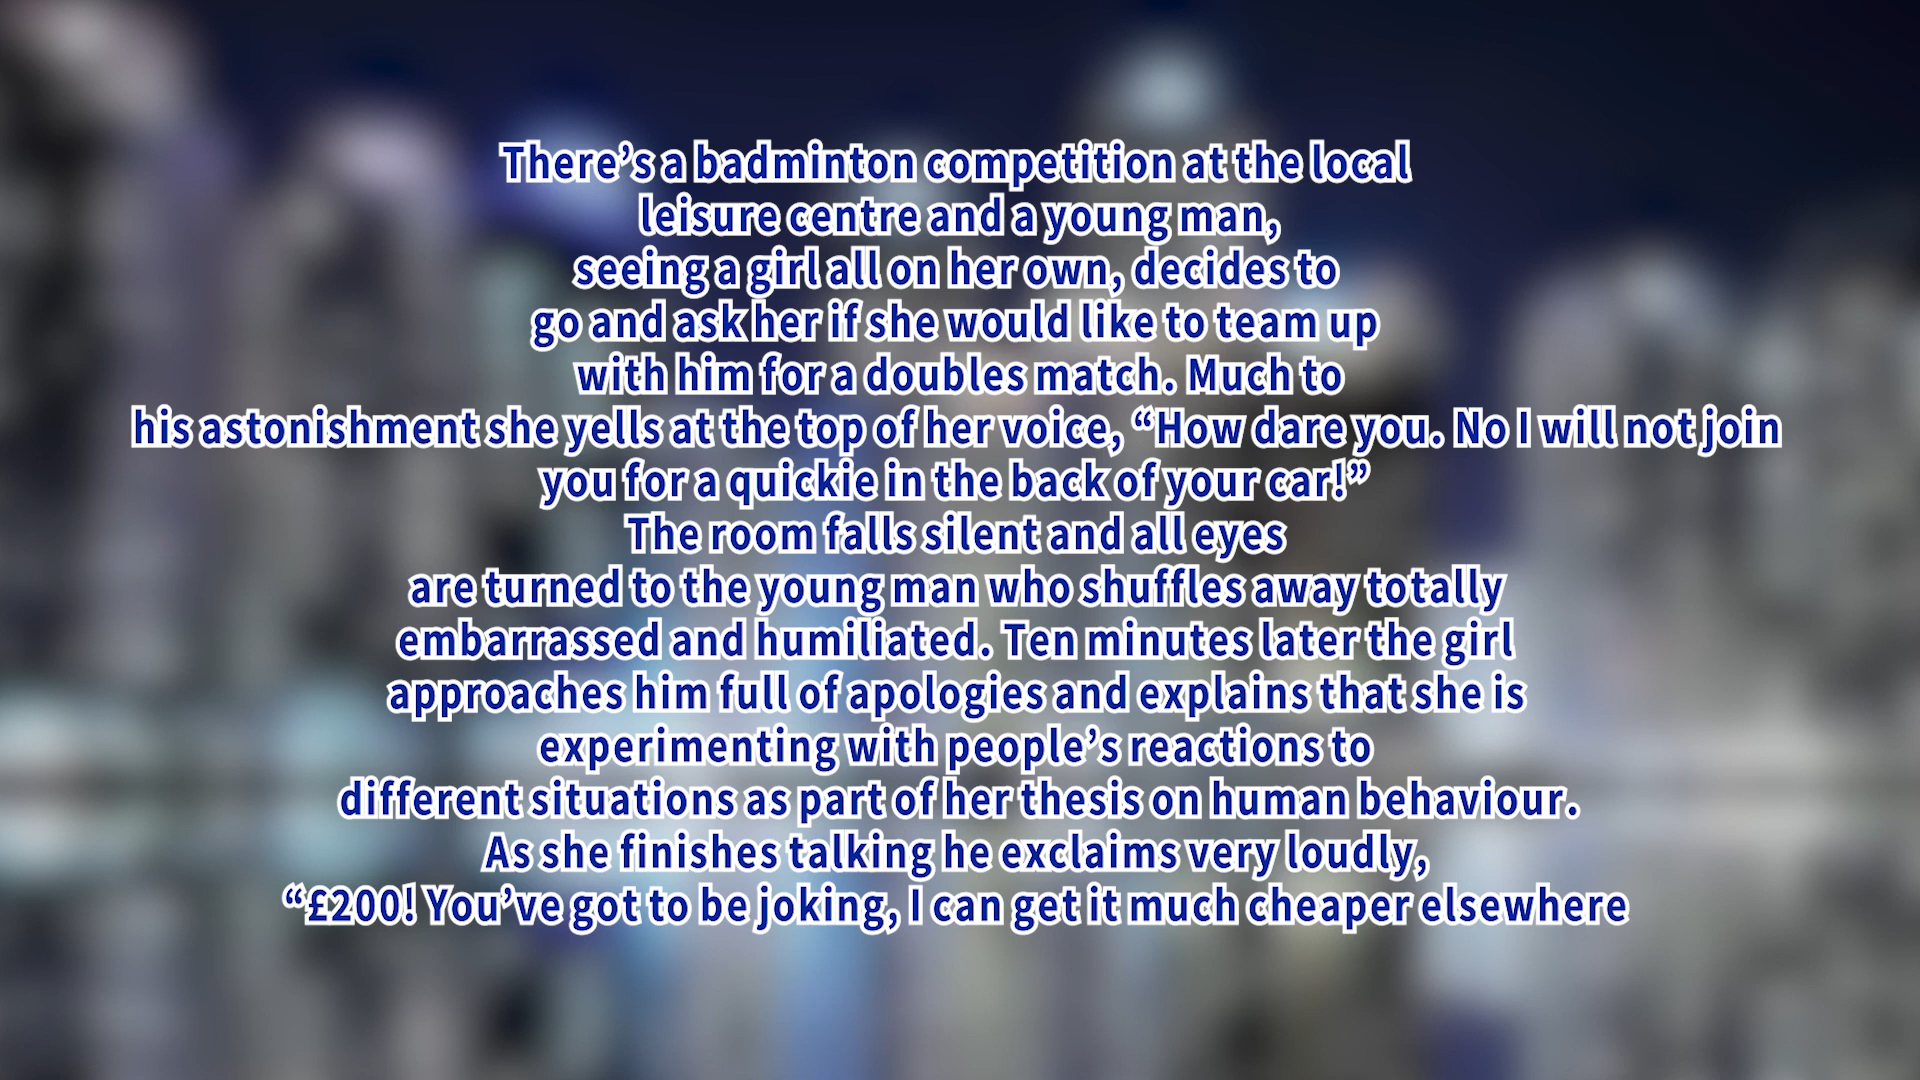 There’s a badminton competition at the local
leisure centre and a young man,
seeing a girl all on her own, decides to
go and ask her if she would like to team up
with him for a doubles match. Much to
his astonishment she yells at the top of her voice, “How dare you. No I will not join
you for a quickie in the back of your car!”
The room falls silent and all eyes
are turned to the young man who shuffles away totally
embarrassed and humiliated. Ten minutes later the girl
approaches him full of apologies and explains that she is
experimenting with people’s reactions to
different situations as part of her thesis on human behaviour.
As she finishes talking he exclaims very loudly,
“£200! You’ve got to be joking, I can get it much cheaper elsewhere